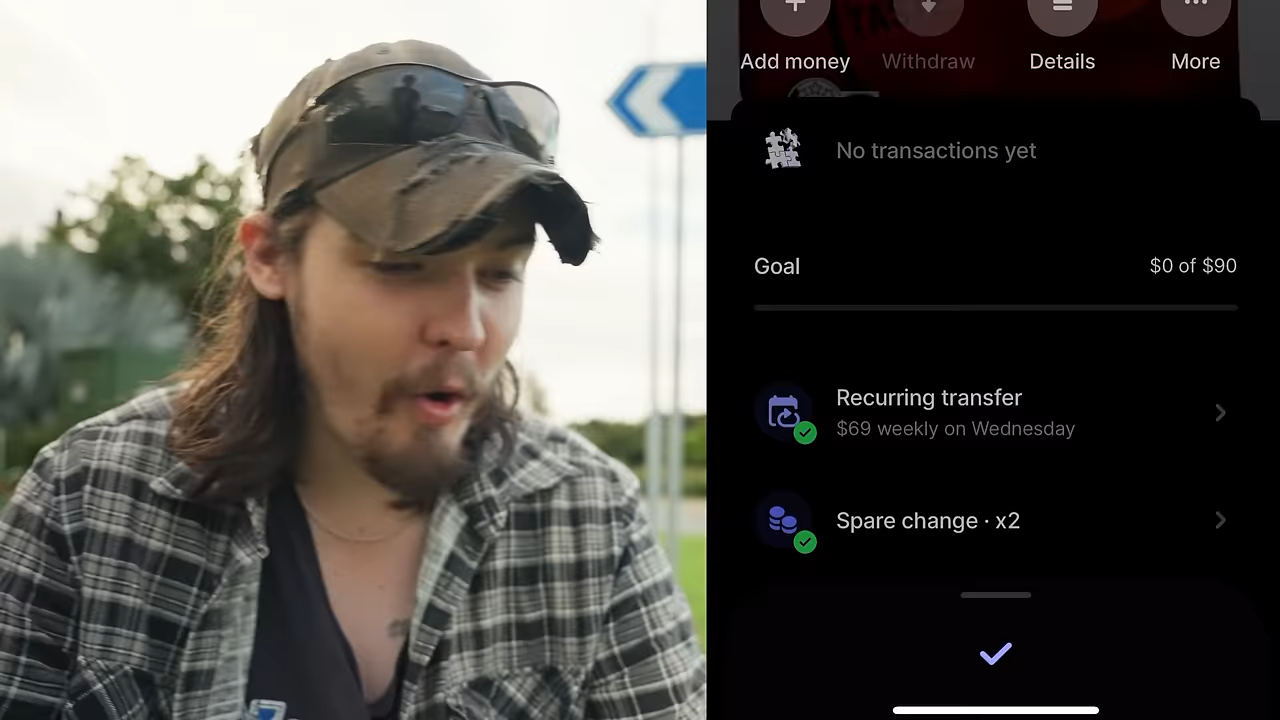 Add money
Withdraw
Details
More
No transactions yet
Goal
$0 of $90
Recurring transfer
$69 weekly on Wednesday
Spare change · x2